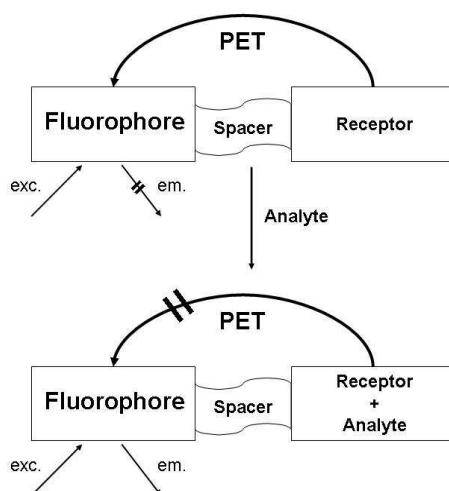 PET
Fluorophore
Spacer
Receptor
exc.
em.
Analyte
PET
Fluorophore
Spacer
Receptor
+
Analyte
exc.
em.